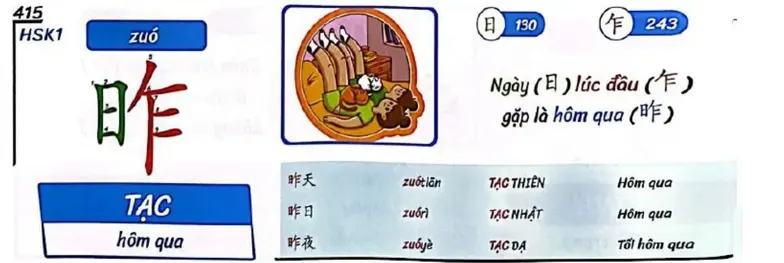 415
HSK1
zuó
昨
TẠC
hôm qua
日 130
乍 243
Ngày (日) lúc đầu (乍)
gặp là hôm qua (昨)
昨天 zuótiān TẠC THIÊN Hôm qua
昨日 zuórì TẠC NHẬT Hôm qua
昨夜 zuóyè TẠC DẠ Tối hôm qua